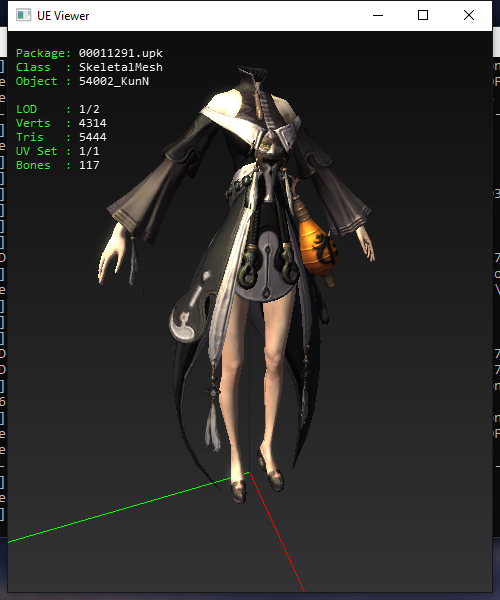 UE Viewer
Package: 00011291.upk
Class : SkeletalMesh
Object : 54002_KunN
LOD : 1/2
Verts : 4314
Tris : 5444
UV Set : 1/1
Bones : 117